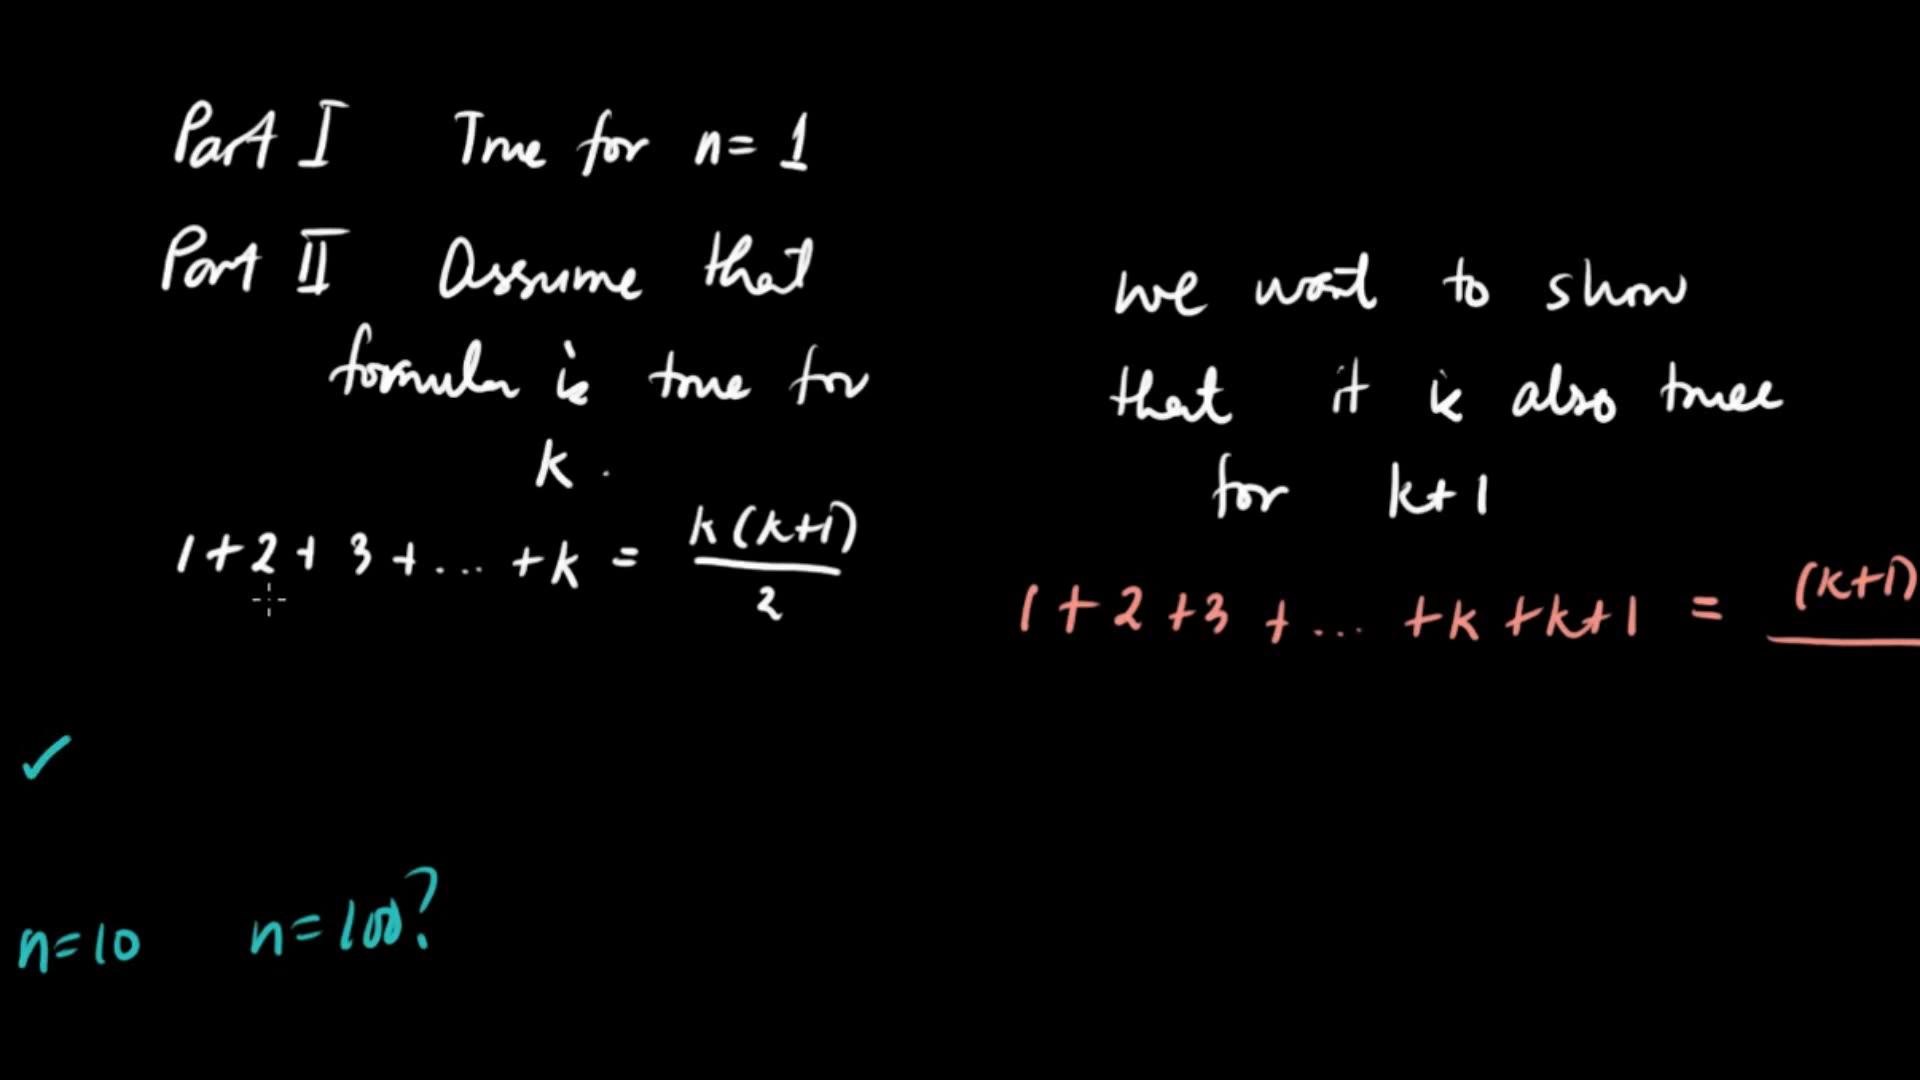 Part I True for n = 1
Part II Assume that
formula is true for
k.
1 + 2 + 3 + ... + k = k(k+1)/2
we want to show
that it is also truee
for k+1
1 + 2 + 3 + ... + k + k+1 = (k+1)
✓
n=10 n=100?